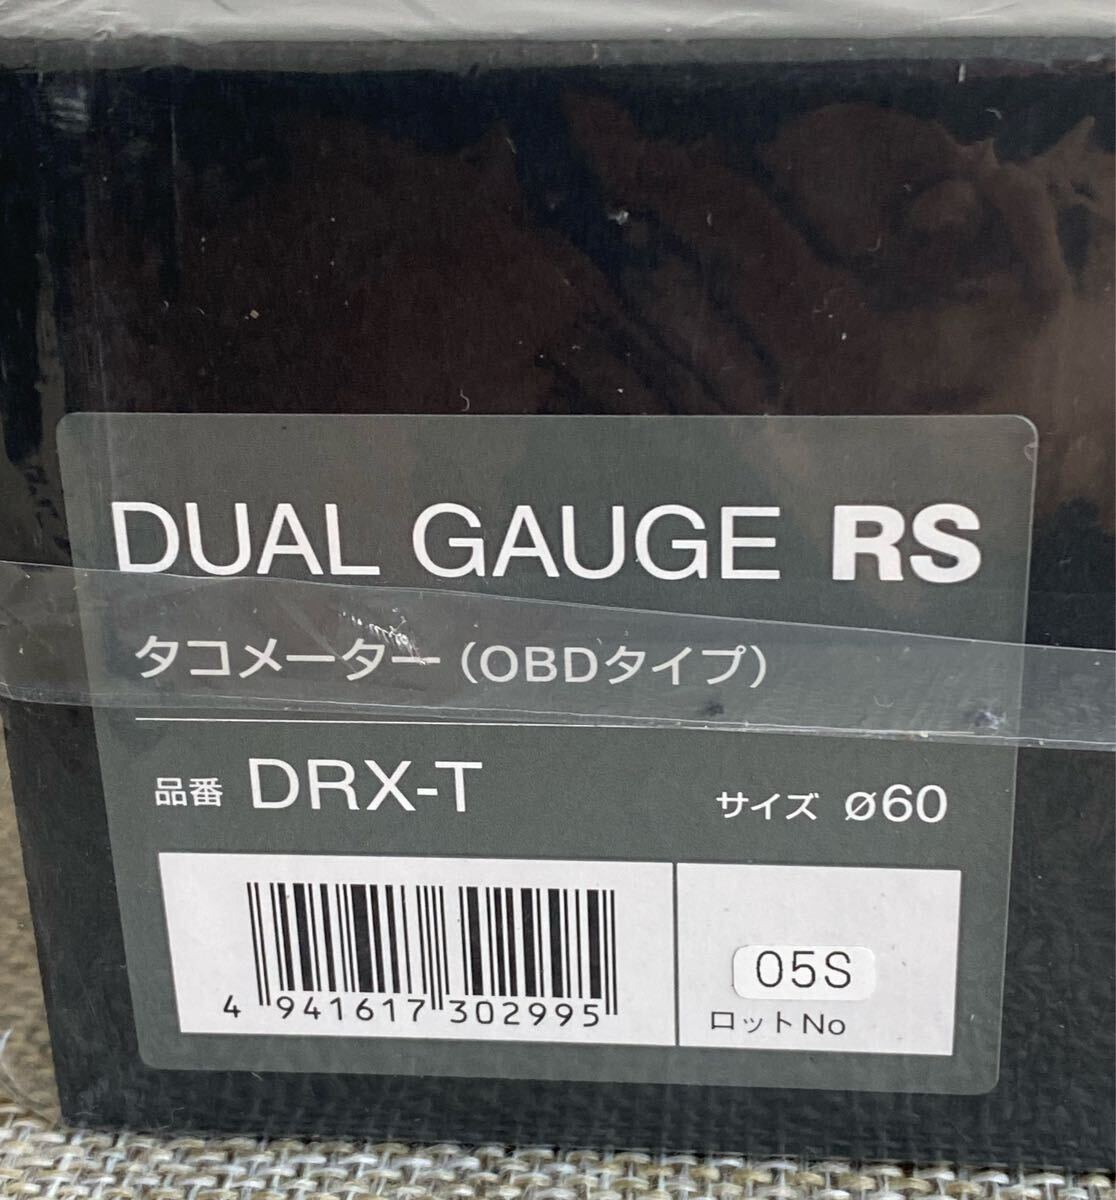 DUAL GAUGE RS
タコメーター(OBDタイプ)
品番 DRX-T
サイズ ø60
4 941617 302995
05S
ロットNo